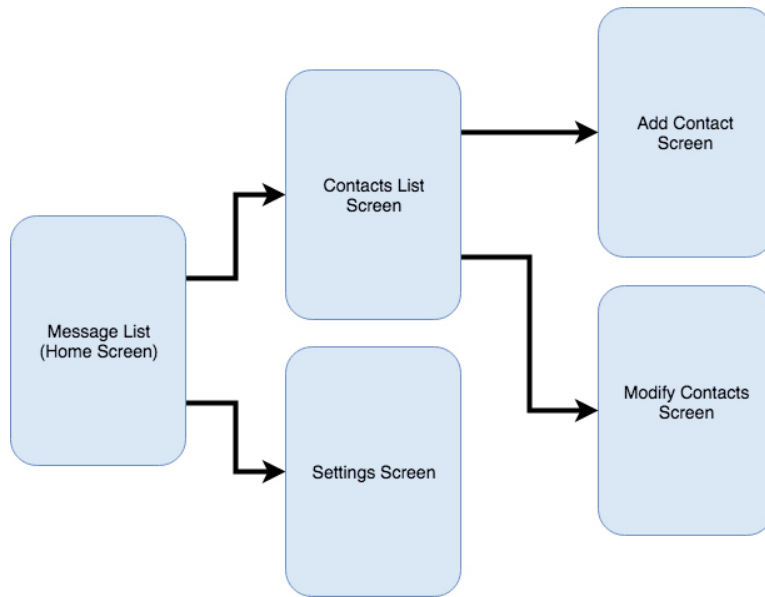 Message List
(Home Screen)
Contacts List
Screen
Settings Screen
Add Contact
Screen
Modify Contacts
Screen